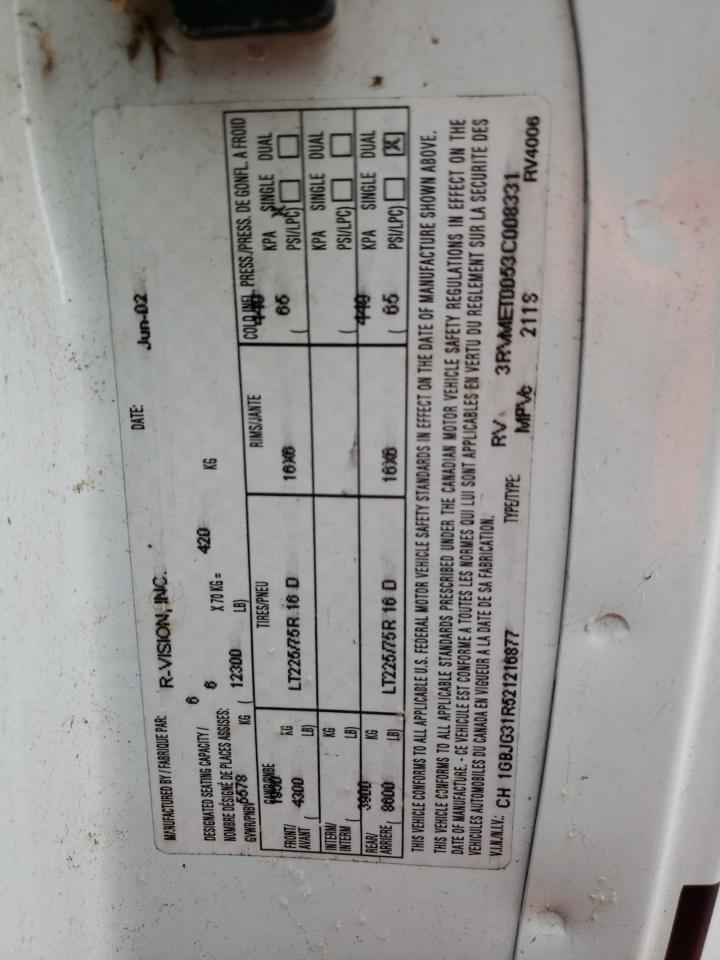 MANUFACTURED BY / FABRIQUE PAR: R-VISION, INC. DATE: Jun-02
6
DESIGNATED SEATING CAPACITY /
NOMBRE DÉSIGNÉ DE PLACES ASSISES: 6 X 70 KG = 420 KG
5578
GVWR/PNBV KG ( 12300 LB)
GAWR/PNBE TIRES/PNEU RIMS/JANTE COLD INFL. PRESS./PRESS. DE GONFL. A FROID
FRONT/ KG 440 KPA SINGLE DUAL
AVANT 4300 LB) LT225/75R 16 D 16X6 ( 65 PSI/LPC) X
INTERM/ KG KPA SINGLE DUAL
INTERM ( LB) ( PSI/LPC)
REAR/ 3900 KG 440 KPA SINGLE DUAL
ARRIÈRE ( 8600 LB) LT225/75R 16 D 16X6 ( 65 PSI/LPC) X
THIS VEHICLE CONFORMS TO ALL APPLICABLE U.S. FEDERAL MOTOR VEHICLE SAFETY STANDARDS IN EFFECT ON THE DATE OF MANUFACTURE SHOWN ABOVE.
THIS VEHICLE CONFORMS TO ALL APPLICABLE STANDARDS PRESCRIBED UNDER THE CANADIAN MOTOR VEHICLE SAFETY REGULATIONS IN EFFECT ON THE
DATE OF MANUFACTURE. - CE VEHICULE EST CONFORME A TOUTES LES NORMES QUI LUI SONT APPLICABLES EN VERTU DU REGLEMENT SUR LA SECURITE DES
VEHICULES AUTOMOBILES DU CANADA EN VIGUEUR A LA DATE DE SA FABRICATION.
V.I.N./N.I.V.: CH 1GBJG31R521216877 TYPE/TYPE: RV 3RVMET0053C008331
MPVc 211S RV4006